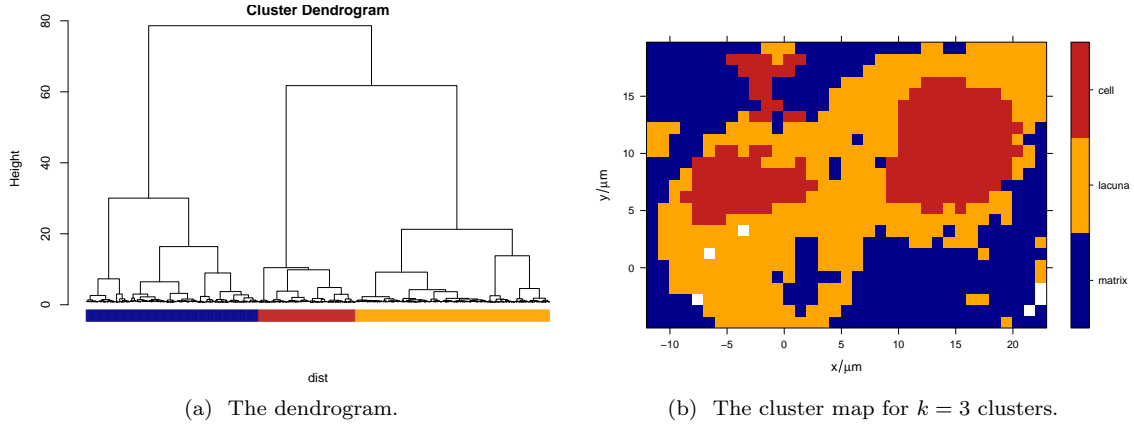 Cluster Dendrogram
Height
0
20
40
60
80
dist
(a) The dendrogram.
y/µm
15
10
5
0
−10
−5
0
5
10
15
20
x/µm
cell
lacuna
matrix
(b) The cluster map for k = 3 clusters.